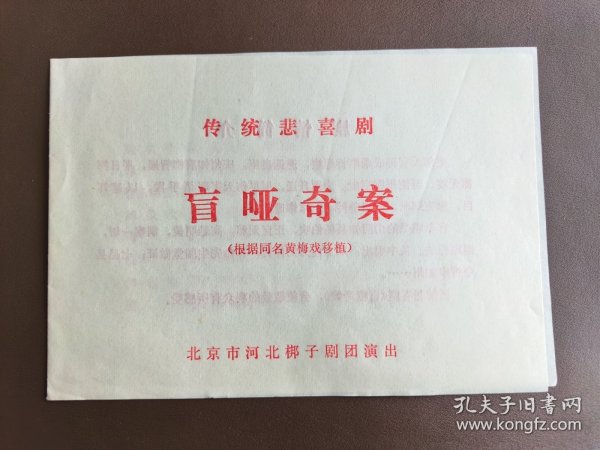 传统悲喜剧
盲哑奇案
（根据同名黄梅戏移植）
北京市河北梆子剧团演出
孔夫子旧书网
www.kongfz.com